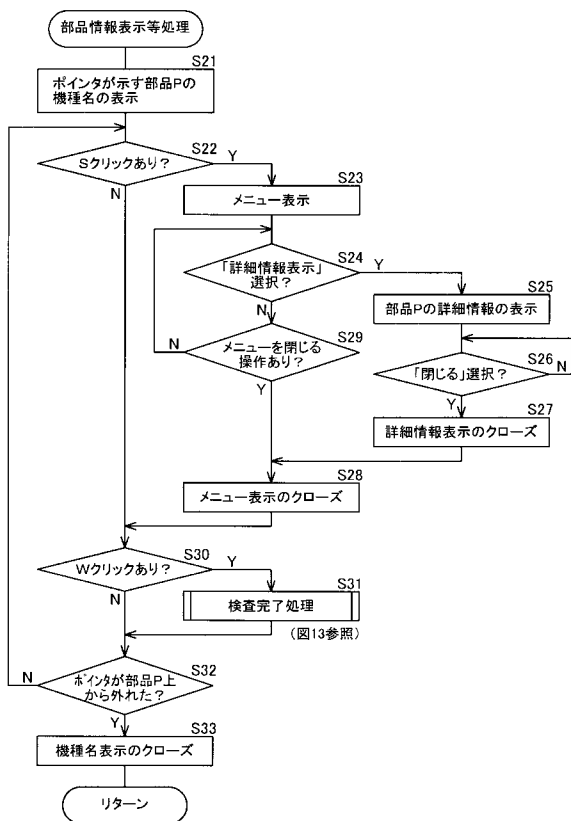 部品情報表示等処理
S21
ポインタが示す部品Pの
機種名の表示
S22
Sクリックあり？
Y
N
S23
メニュー表示
S24
「詳細情報表示」
選択？
Y
N
S25
部品Pの詳細情報の表示
S29
メニューを閉じる
操作あり？
N
Y
S26
「閉じる」選択？
N
Y
S27
詳細情報表示のクローズ
S28
メニュー表示のクローズ
S30
Wクリックあり？
Y
N
S31
検査完了処理
(図13参照)
S32
ポインタが部品P上
から外れた？
N
Y
S33
機種名表示のクローズ
リターン